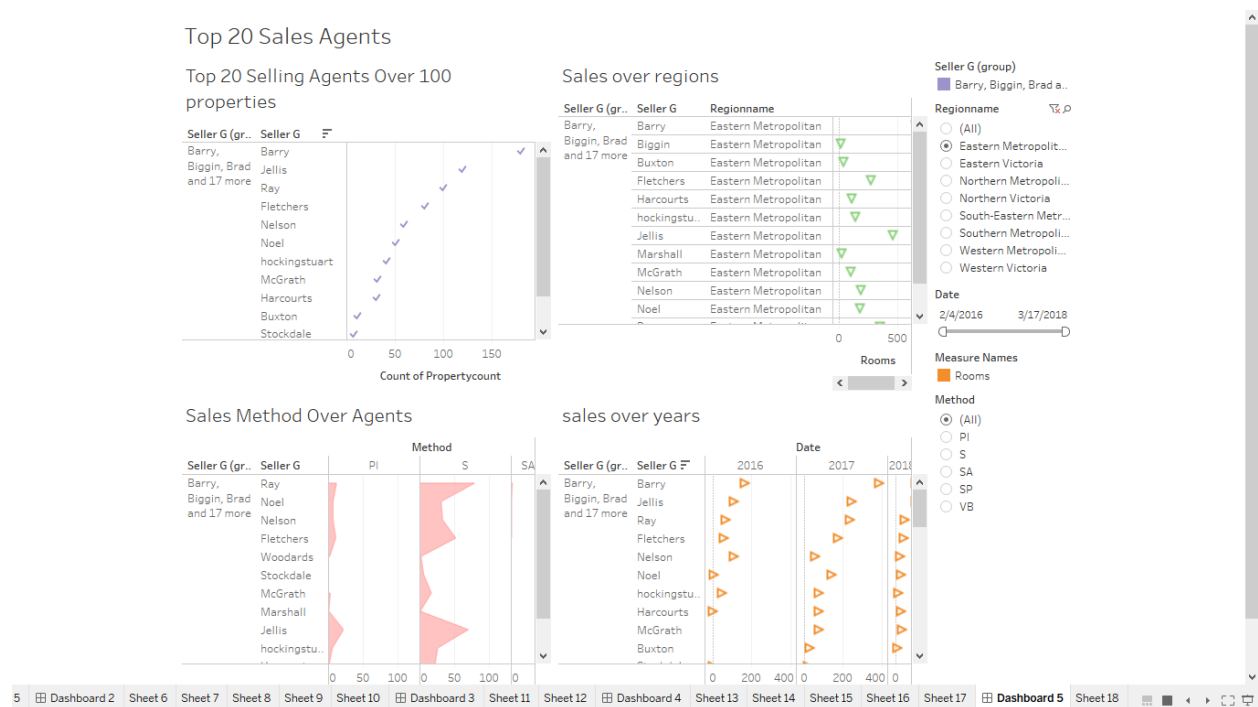 Top 20 Sales Agents
Top 20 Selling Agents Over 100
properties
Seller G (gr.. Seller G
Barry,
Biggin, Brad
and 17 more
Barry
Jellis
Ray
Fletchers
Nelson
Noel
hockingstuart
McGrath
Harcourts
Buxton
Stockdale
0 50 100 150
Count of Propertycount
Sales over regions
Seller G (gr.. Seller G Regionname
Barry,
Biggin, Brad
and 17 more
Barry Eastern Metropolitan
Biggin Eastern Metropolitan
Buxton Eastern Metropolitan
Fletchers Eastern Metropolitan
Harcourts Eastern Metropolitan
hockingstu.. Eastern Metropolitan
Jellis Eastern Metropolitan
Marshall Eastern Metropolitan
McGrath Eastern Metropolitan
Nelson Eastern Metropolitan
Noel Eastern Metropolitan
0 500
Rooms
Seller G (group)
Barry, Biggin, Brad a..
Regionname
(All)
Eastern Metropolit...
Eastern Victoria
Northern Metropoli...
Northern Victoria
South-Eastern Metr...
Southern Metropoli...
Western Metropoli...
Western Victoria
Date
2/4/2016 3/17/2018
Measure Names
Rooms
Method
(All)
PI
S
SA
SP
VB
Sales Method Over Agents
Method
Seller G (gr.. Seller G PI S SA
Barry,
Biggin, Brad
and 17 more
Ray
Noel
Nelson
Fletchers
Woodards
Stockdale
McGrath
Marshall
Jellis
hockingstu..
0 50 100 0 50 100 0
sales over years
Date
Seller G (gr.. Seller G 2016 2017 2018
Barry,
Biggin, Brad
and 17 more
Barry
Jellis
Ray
Fletchers
Nelson
Noel
hockingstu..
Harcourts
McGrath
Buxton
0 200 400 0 200 400 0
5 Dashboard 2 Sheet 6 Sheet 7 Sheet 8 Sheet 9 Sheet 10 Dashboard 3 Sheet 11 Sheet 12 Dashboard 4 Sheet 13 Sheet 14 Sheet 15 Sheet 16 Sheet 17 Dashboard 5 Sheet 18